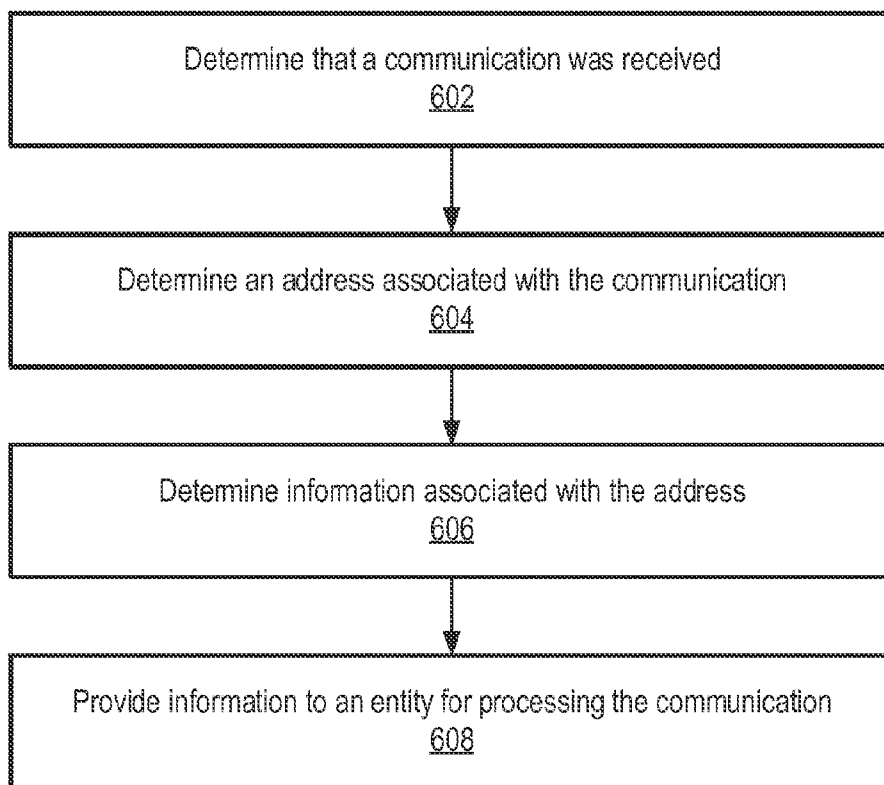 Determine that a communication was received
602
Determine an address associated with the communication
604
Determine information associated with the address
606
Provide information to an entity for processing the communication
608